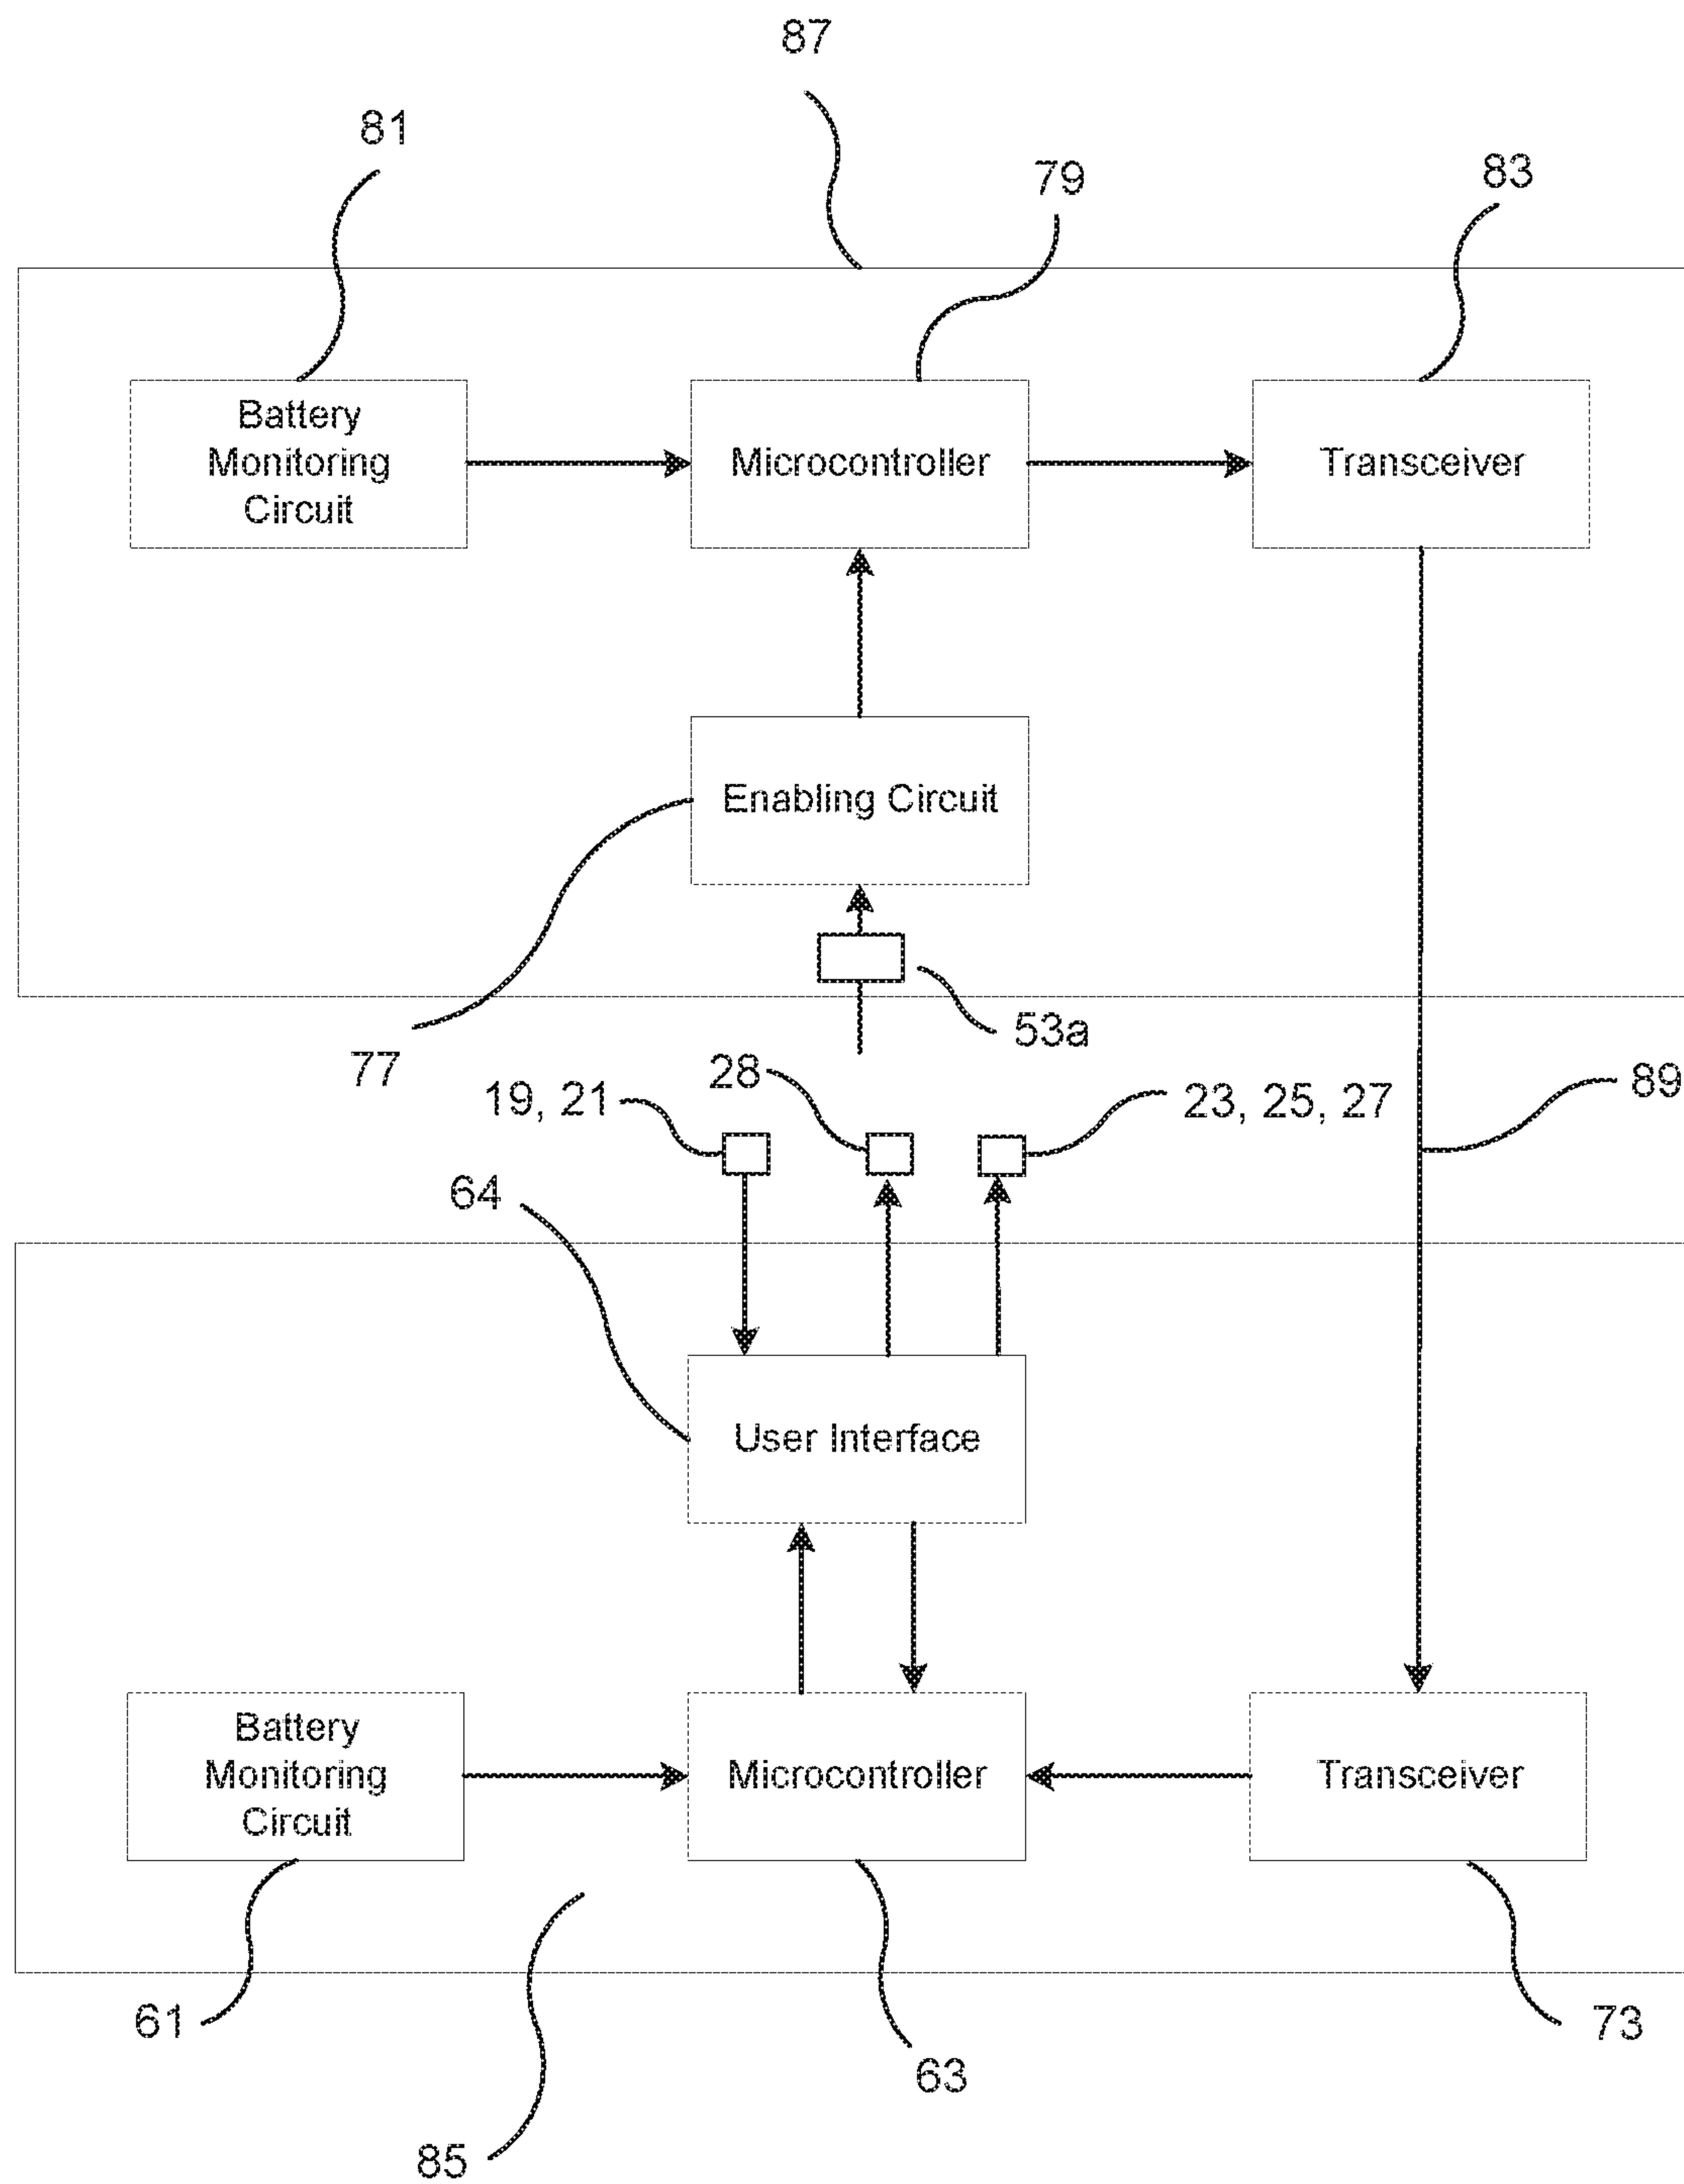 87
81
79
83
Battery
Monitoring
Circuit
Microcontroller
Transceiver
Enabling Circuit
53a
77
28
19, 21
23, 25, 27
89
64
User Interface
Battery
Monitoring
Circuit
Microcontroller
Transceiver
61
73
63
85